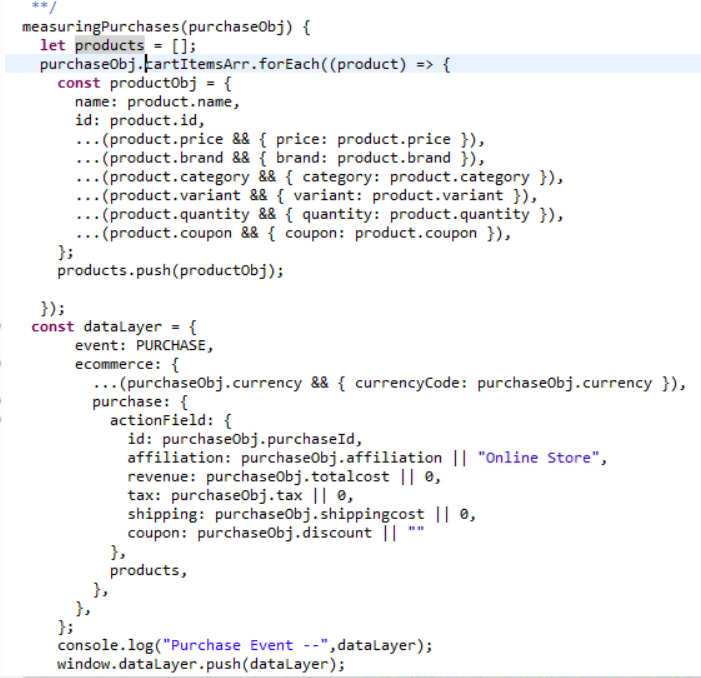 **/
measuringPurchases(purchaseObj) {
let products = [];
purchaseObj.cartItemsArr.forEach((product) => {
const productObj = {
name: product.name,
id: product.id,
...(product.price && { price: product.price }),
...(product.brand && { brand: product.brand }),
...(product.category && { category: product.category }),
...(product.variant && { variant: product.variant }),
...(product.quantity && { quantity: product.quantity }),
...(product.coupon && { coupon: product.coupon }),
};
products.push(productObj);
});
const dataLayer = {
event: PURCHASE,
ecommerce: {
...(purchaseObj.currency && { currencyCode: purchaseObj.currency }),
purchase: {
actionField: {
id: purchaseObj.purchaseId,
affiliation: purchaseObj.affiliation || "Online Store",
revenue: purchaseObj.totalcost || 0,
tax: purchaseObj.tax || 0,
shipping: purchaseObj.shippingcost || 0,
coupon: purchaseObj.discount || ""
},
products,
},
},
};
console.log("Purchase Event --",dataLayer);
window.dataLayer.push(dataLayer);